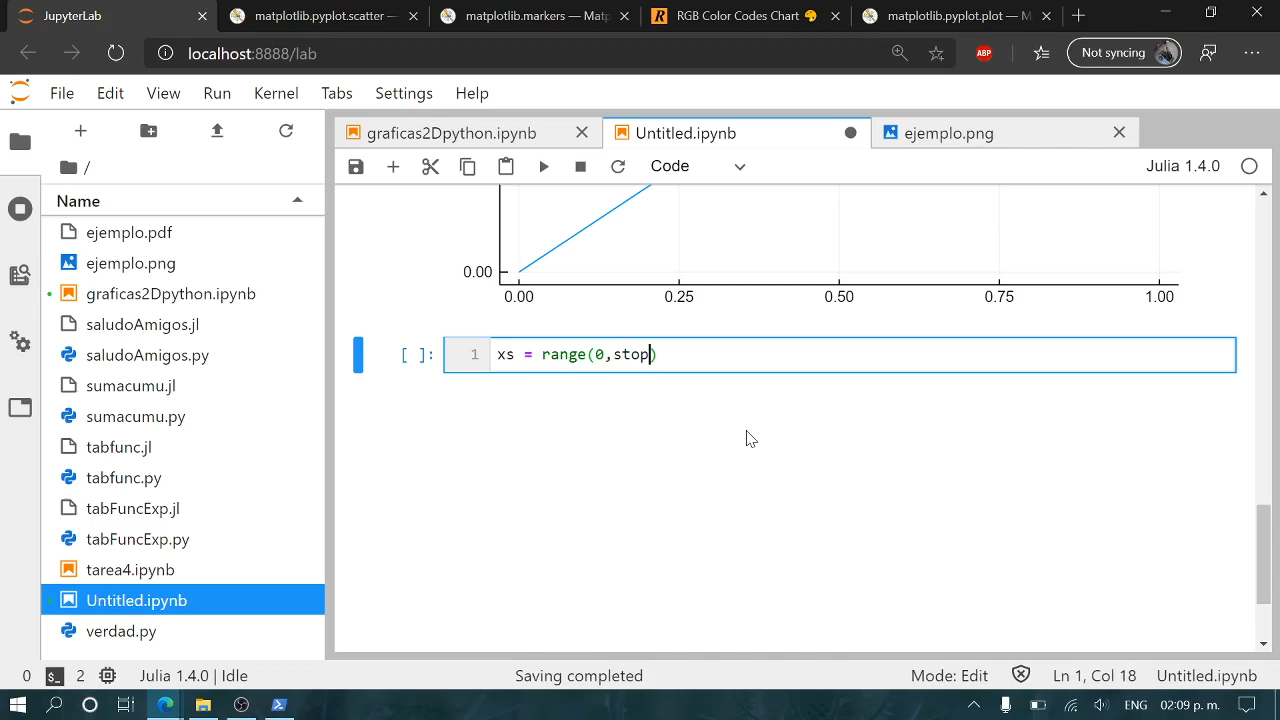 JupyterLab
matplotlib.pyplot.scatter —
matplotlib.markers — Mat
RGB Color Codes Chart
matplotlib.pyplot.plot — M
localhost:8888/lab
ABP
Not syncing
File Edit View Run Kernel Tabs Settings Help
graficas2Dpython.ipynb
Untitled.ipynb
ejemplo.png
/
Code
Julia 1.4.0
Name
ejemplo.pdf
ejemplo.png
graficas2Dpython.ipynb
saludoAmigos.jl
saludoAmigos.py
sumacumu.jl
sumacumu.py
tabfunc.jl
tabfunc.py
tabFuncExp.jl
tabFuncExp.py
tarea4.ipynb
Untitled.ipynb
verdad.py
0.00
0.00 0.25 0.50 0.75 1.00
[ ]: 1 xs = range(0,stop)
0 $_ 2 Julia 1.4.0 | Idle Saving completed Mode: Edit Ln 1, Col 18 Untitled.ipynb
ENG 02:09 p. m.